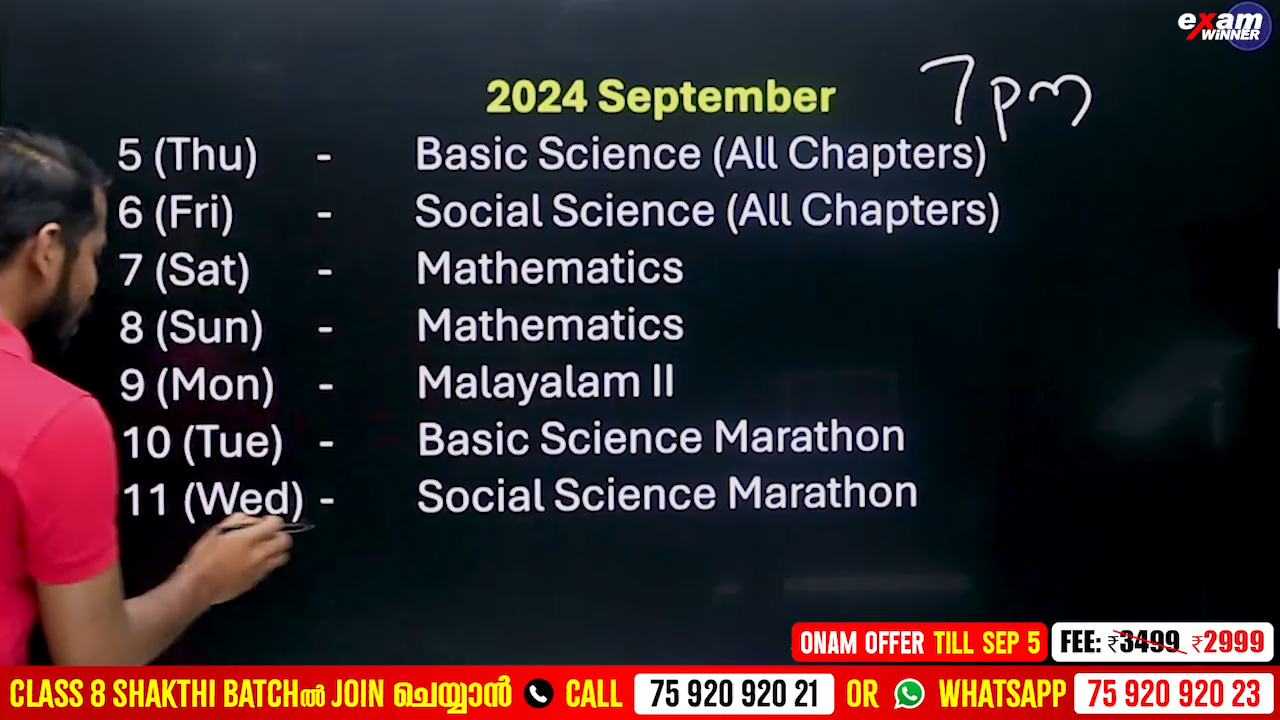 exam
WINNER
2024 September 7pm
5 (Thu) - Basic Science (All Chapters)
6 (Fri) - Social Science (All Chapters)
7 (Sat) - Mathematics
8 (Sun) - Mathematics
9 (Mon) - Malayalam II
10 (Tue) - Basic Science Marathon
11 (Wed) - Social Science Marathon
ONAM OFFER TILL SEP 5 FEE: ₹3499 ₹2999
CLASS 8 SHAKTHI BATCHൽ JOIN ചെയ്യാൻ CALL 75 920 920 21 OR WHATSAPP 75 920 920 23